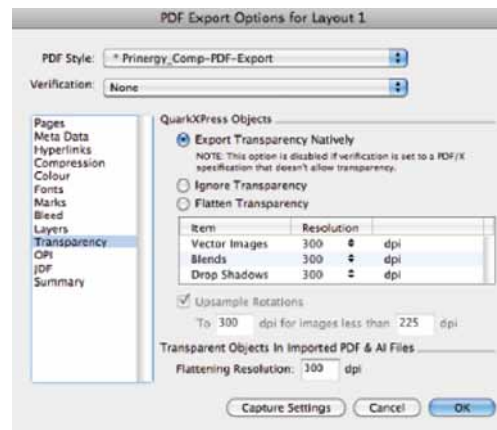 PDF Export Options for Layout 1
PDF Style: * Prinergy_Comp-PDF-Export
Verification: None
Pages
Meta Data
Hyperlinks
Compression
Colour
Fonts
Marks
Bleed
Layers
Transparency
OPI
JDF
Summary
QuarkXPress Objects
Export Transparency Natively
NOTE: This option is disabled if verification is set to a PDF/X
specification that doesn't allow transparency.
Ignore Transparency
Flatten Transparency
Item Resolution
Vector Images 300 dpi
Blends 300 dpi
Drop Shadows 300 dpi
Upsample Rotations
To 300 dpi for images less than 225 dpi
Transparent Objects In Imported PDF & AI Files
Flattening Resolution: 300 dpi
Capture Settings Cancel OK